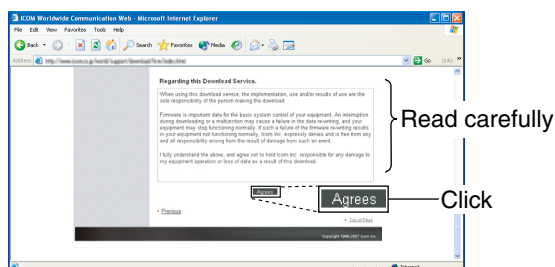 ICOM Worldwide Communication Web - Microsoft Internet Explorer
File Edit View Favorites Tools Help
Back Search Favorites Media
Address Go Links
Regarding this Download Service.
When using this download service, the implementation, use and/or results of use are the
sole responsibility of the person making the download.
Firmware is important data for the basic system control of your equipment. An interruption
during downloading or a malfunction may cause a failure in the data re-writing, and your
equipment may stop functioning normally. If such a failure of the firmware re-writing results
in your equipment not functioning normally, Icom Inc. expressly denies and is free from any
and all responsibility arising from the result of damage from such an event.
I fully understand the above, and agree not to hold Icom Inc. responsible for any damage to
my equipment operation or loss of data as a result of this download.
Read carefully
Agrees
Agrees
Click
Previous
Top of Page
Copyright 1996-2007 Icom Inc.
Internet